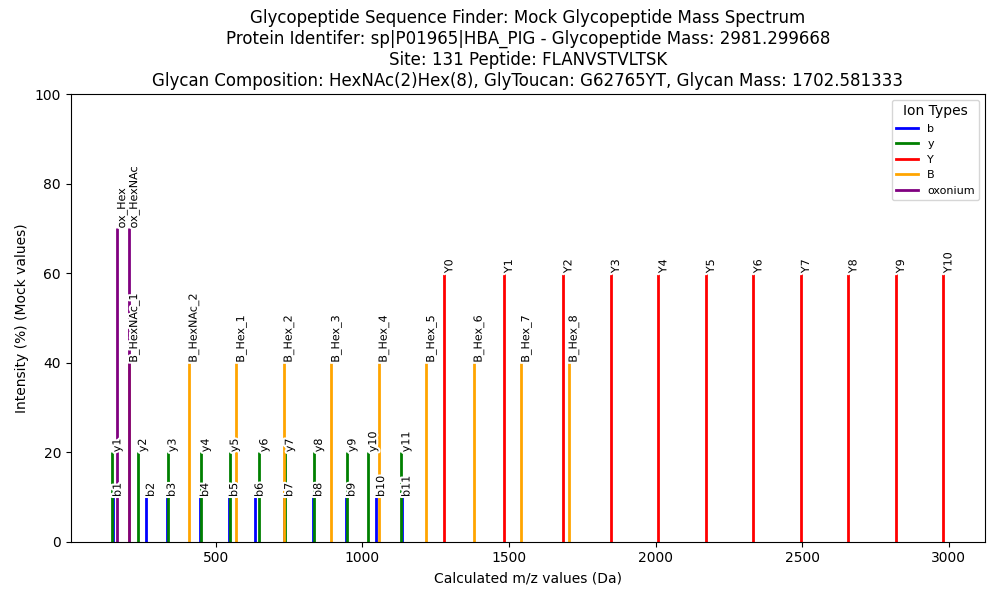 Glycopeptide Sequence Finder: Mock Glycopeptide Mass Spectrum
Protein Identifer: sp|P01965|HBA_PIG - Glycopeptide Mass: 2981.299668
Site: 131 Peptide: FLANVSTVLTSK
Glycan Composition: HexNAc(2)Hex(8), GlyToucan: G62765YT, Glycan Mass: 1702.581333
Intensity (%) (Mock values)
100
80
60
40
20
0
Ion Types
b
y
Y
B
oxonium
ox_Hex
ox_HexNAc
Y0
Y1
Y2
Y3
Y4
Y5
Y6
Y7
Y8
Y9
Y10
B_HexNAc_1
B_HexNAc_2
B_Hex_1
B_Hex_2
B_Hex_3
B_Hex_4
B_Hex_5
B_Hex_6
B_Hex_7
B_Hex_8
y1
y2
y3
y4
y5
y6
y7
y8
y9
y10
y11
b1
b2
b3
b4
b5
b6
b7
b8
b9
b10
b11
500
1000
1500
2000
2500
3000
Calculated m/z values (Da)